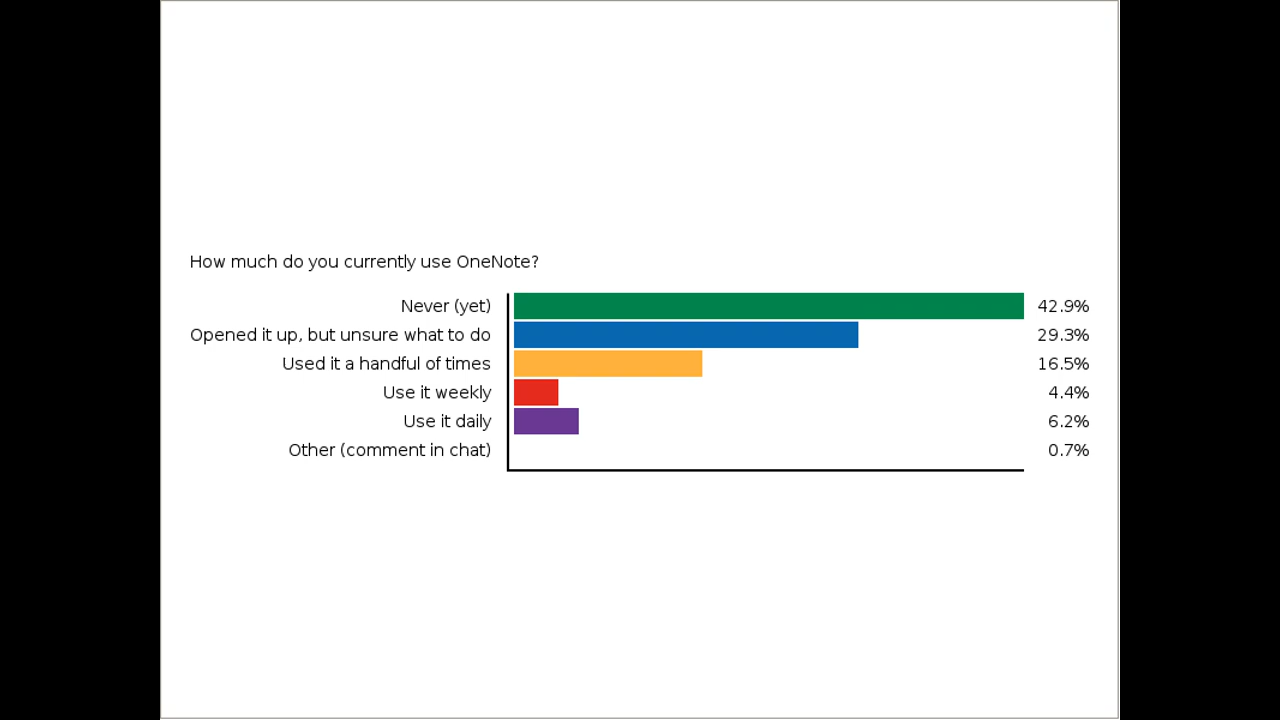 How much do you currently use OneNote?
Never (yet) 42.9%
Opened it up, but unsure what to do 29.3%
Used it a handful of times 16.5%
Use it weekly 4.4%
Use it daily 6.2%
Other (comment in chat) 0.7%